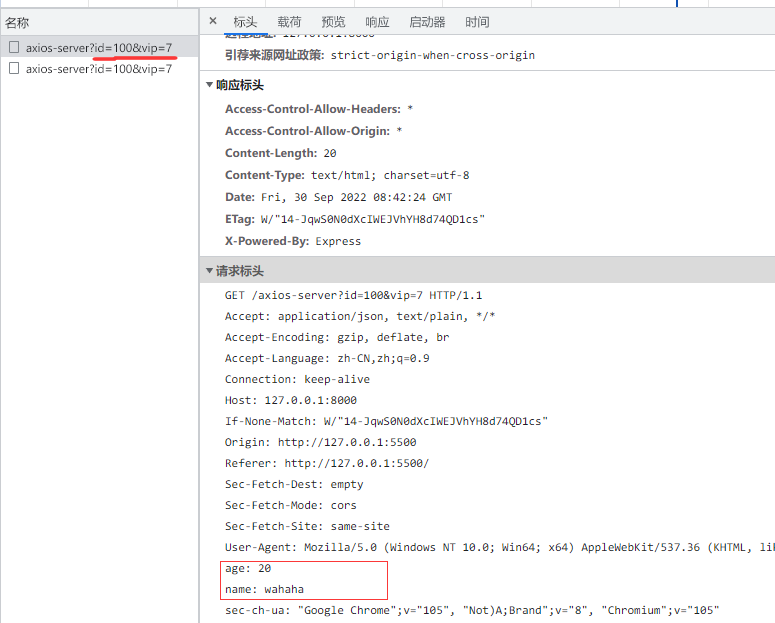 名称
× 标头 载荷 预览 响应 启动器 时间
axios-server?id=100&vip=7
axios-server?id=100&vip=7
引荐来源网址政策: strict-origin-when-cross-origin
▼响应标头
Access-Control-Allow-Headers: *
Access-Control-Allow-Origin: *
Content-Length: 20
Content-Type: text/html; charset=utf-8
Date: Fri, 30 Sep 2022 08:42:24 GMT
ETag: W/"14-JqwS0N0dXcIWEJVhYH8d74QD1cs"
X-Powered-By: Express
▼请求标头
GET /axios-server?id=100&vip=7 HTTP/1.1
Accept: application/json, text/plain, */*
Accept-Encoding: gzip, deflate, br
Accept-Language: zh-CN,zh;q=0.9
Connection: keep-alive
Host: 127.0.0.1:8000
If-None-Match: W/"14-JqwS0N0dXcIWEJVhYH8d74QD1cs"
Origin: http://127.0.0.1:5500
Referer: http://127.0.0.1:5500/
Sec-Fetch-Dest: empty
Sec-Fetch-Mode: cors
Sec-Fetch-Site: same-site
User-Agent: Mozilla/5.0 (Windows NT 10.0; Win64; x64) AppleWebKit/537.36 (KHTML, li
age: 20
name: wahaha
sec-ch-ua: "Google Chrome";v="105", "Not)A;Brand";v="8", "Chromium";v="105"